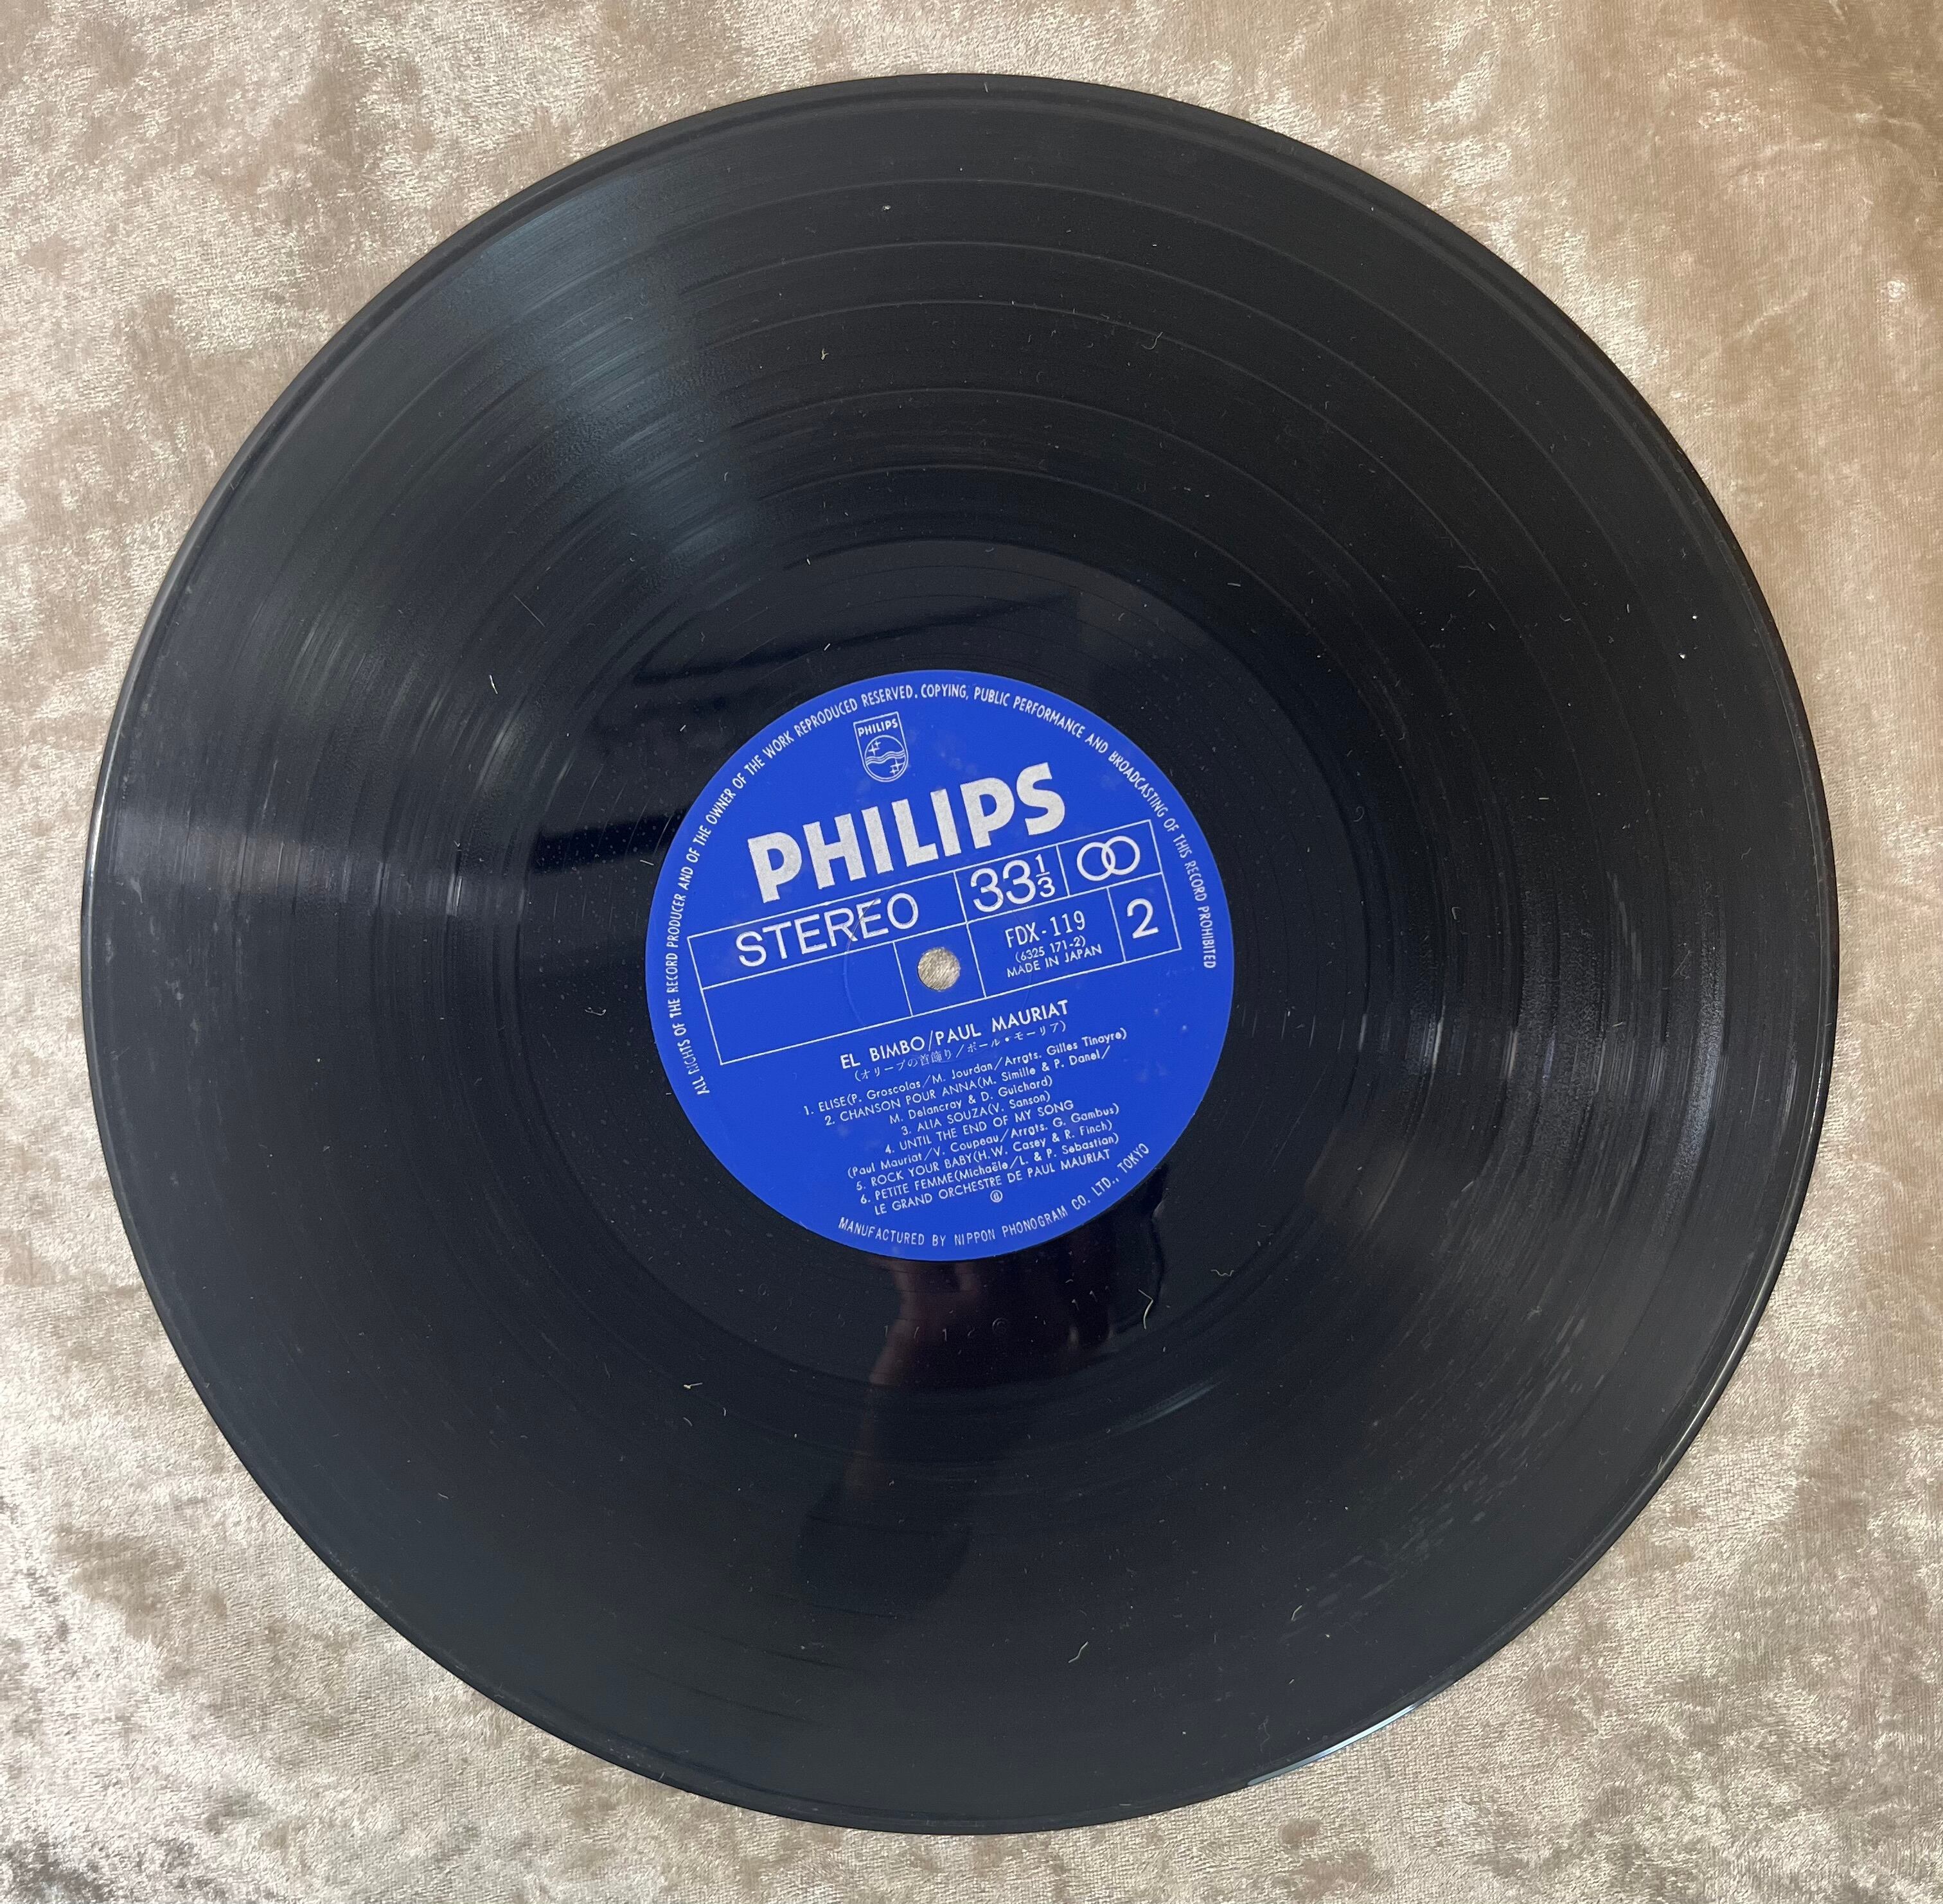 ALL RIGHTS OF THE RECORD PRODUCER AND OF THE OWNER OF THE WORK REPRODUCED RESERVED. COPYING, PUBLIC PERFORMANCE AND BROADCASTING OF THIS RECORD PROHIBITED
PHILIPS
PHILIPS
STEREO
33 1/3
FDX-119
(6325 171-2)
MADE IN JAPAN
2
EL BIMBO/PAUL MAURIAT
(オリーブの首飾り/ポール・モーリア)
1. ELISE(P. Groscolas/M. Jourdan/Arrgts. Gilles Tinayre)
2. CHANSON POUR ANNA(M. Simille & P. Danel/
M. Delancray & D. Guichard)
3. ALIA SOUZA(V. Sanson)
4. UNTIL THE END OF MY SONG
(Paul Mauriat/V. Coupeau/Arrgts. G. Gambus)
5. ROCK YOUR BABY(H.W. Casey & R. Finch)
6. PETITE FEMME(Michaële/L. & P. Sebastian)
LE GRAND ORCHESTRE DE PAUL MAURIAT
MANUFACTURED BY NIPPON PHONOGRAM CO. LTD., TOKYO